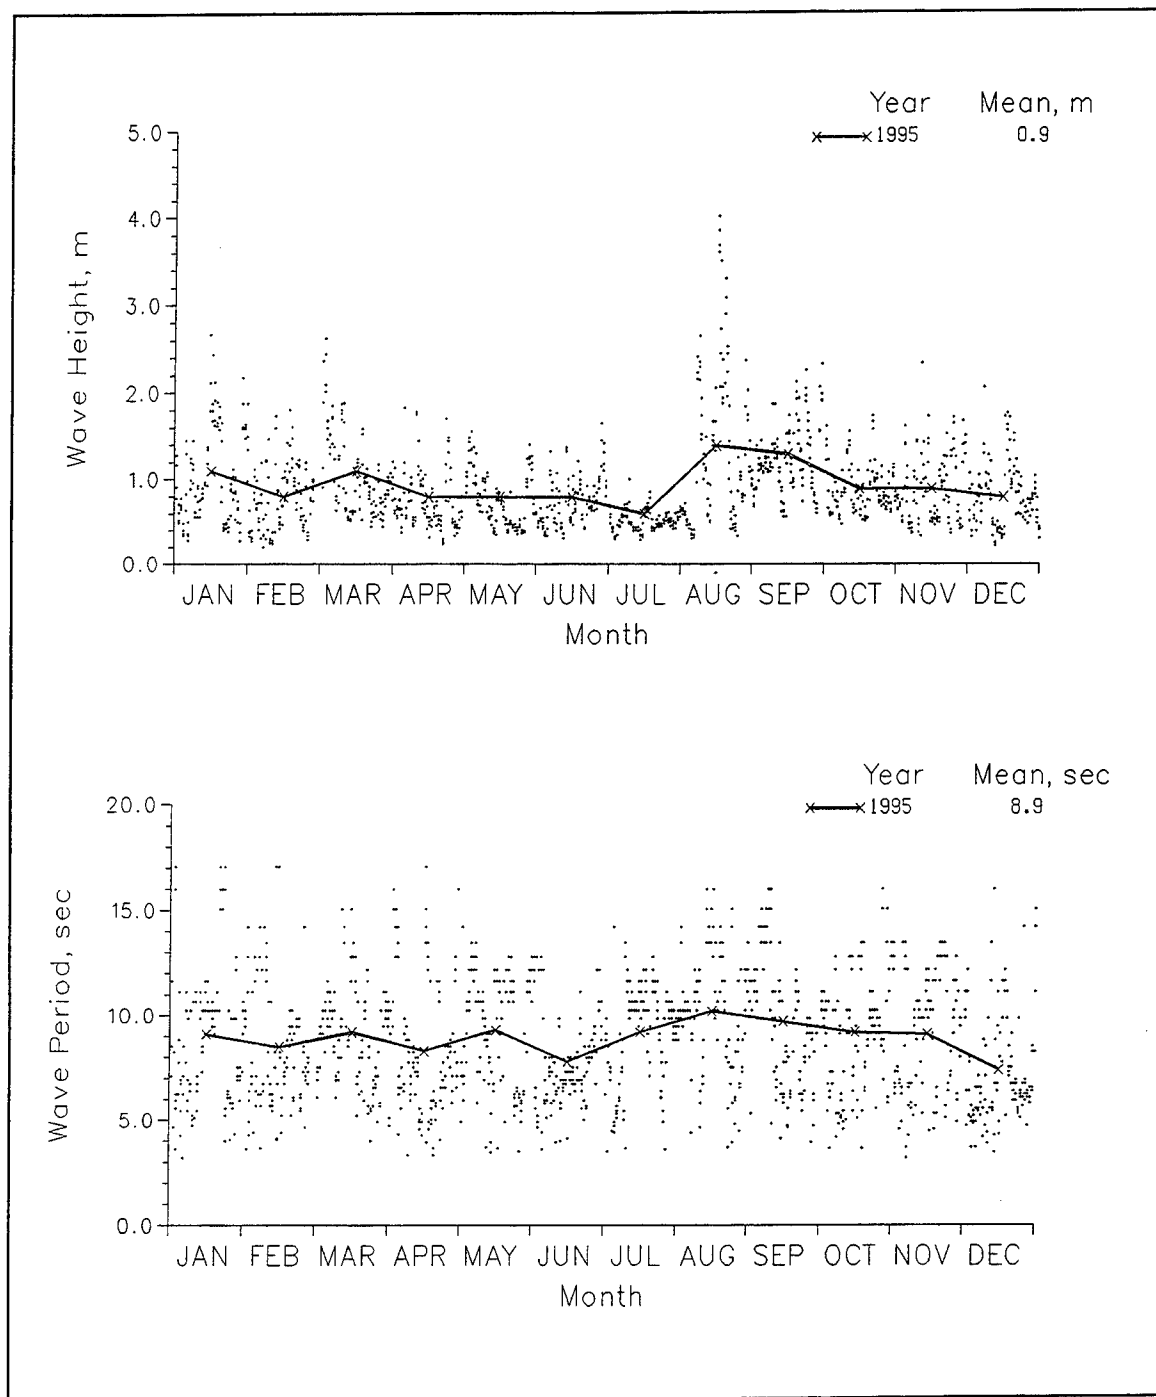 Year Mean, m
1995 0.9
5.0
4.0
3.0
2.0
1.0
0.0
Wave Height, m
JAN FEB MAR APR MAY JUN JUL AUG SEP OCT NOV DEC
Month
Year Mean, sec
1995 8.9
20.0
15.0
10.0
5.0
0.0
Wave Period, sec
JAN FEB MAR APR MAY JUN JUL AUG SEP OCT NOV DEC
Month